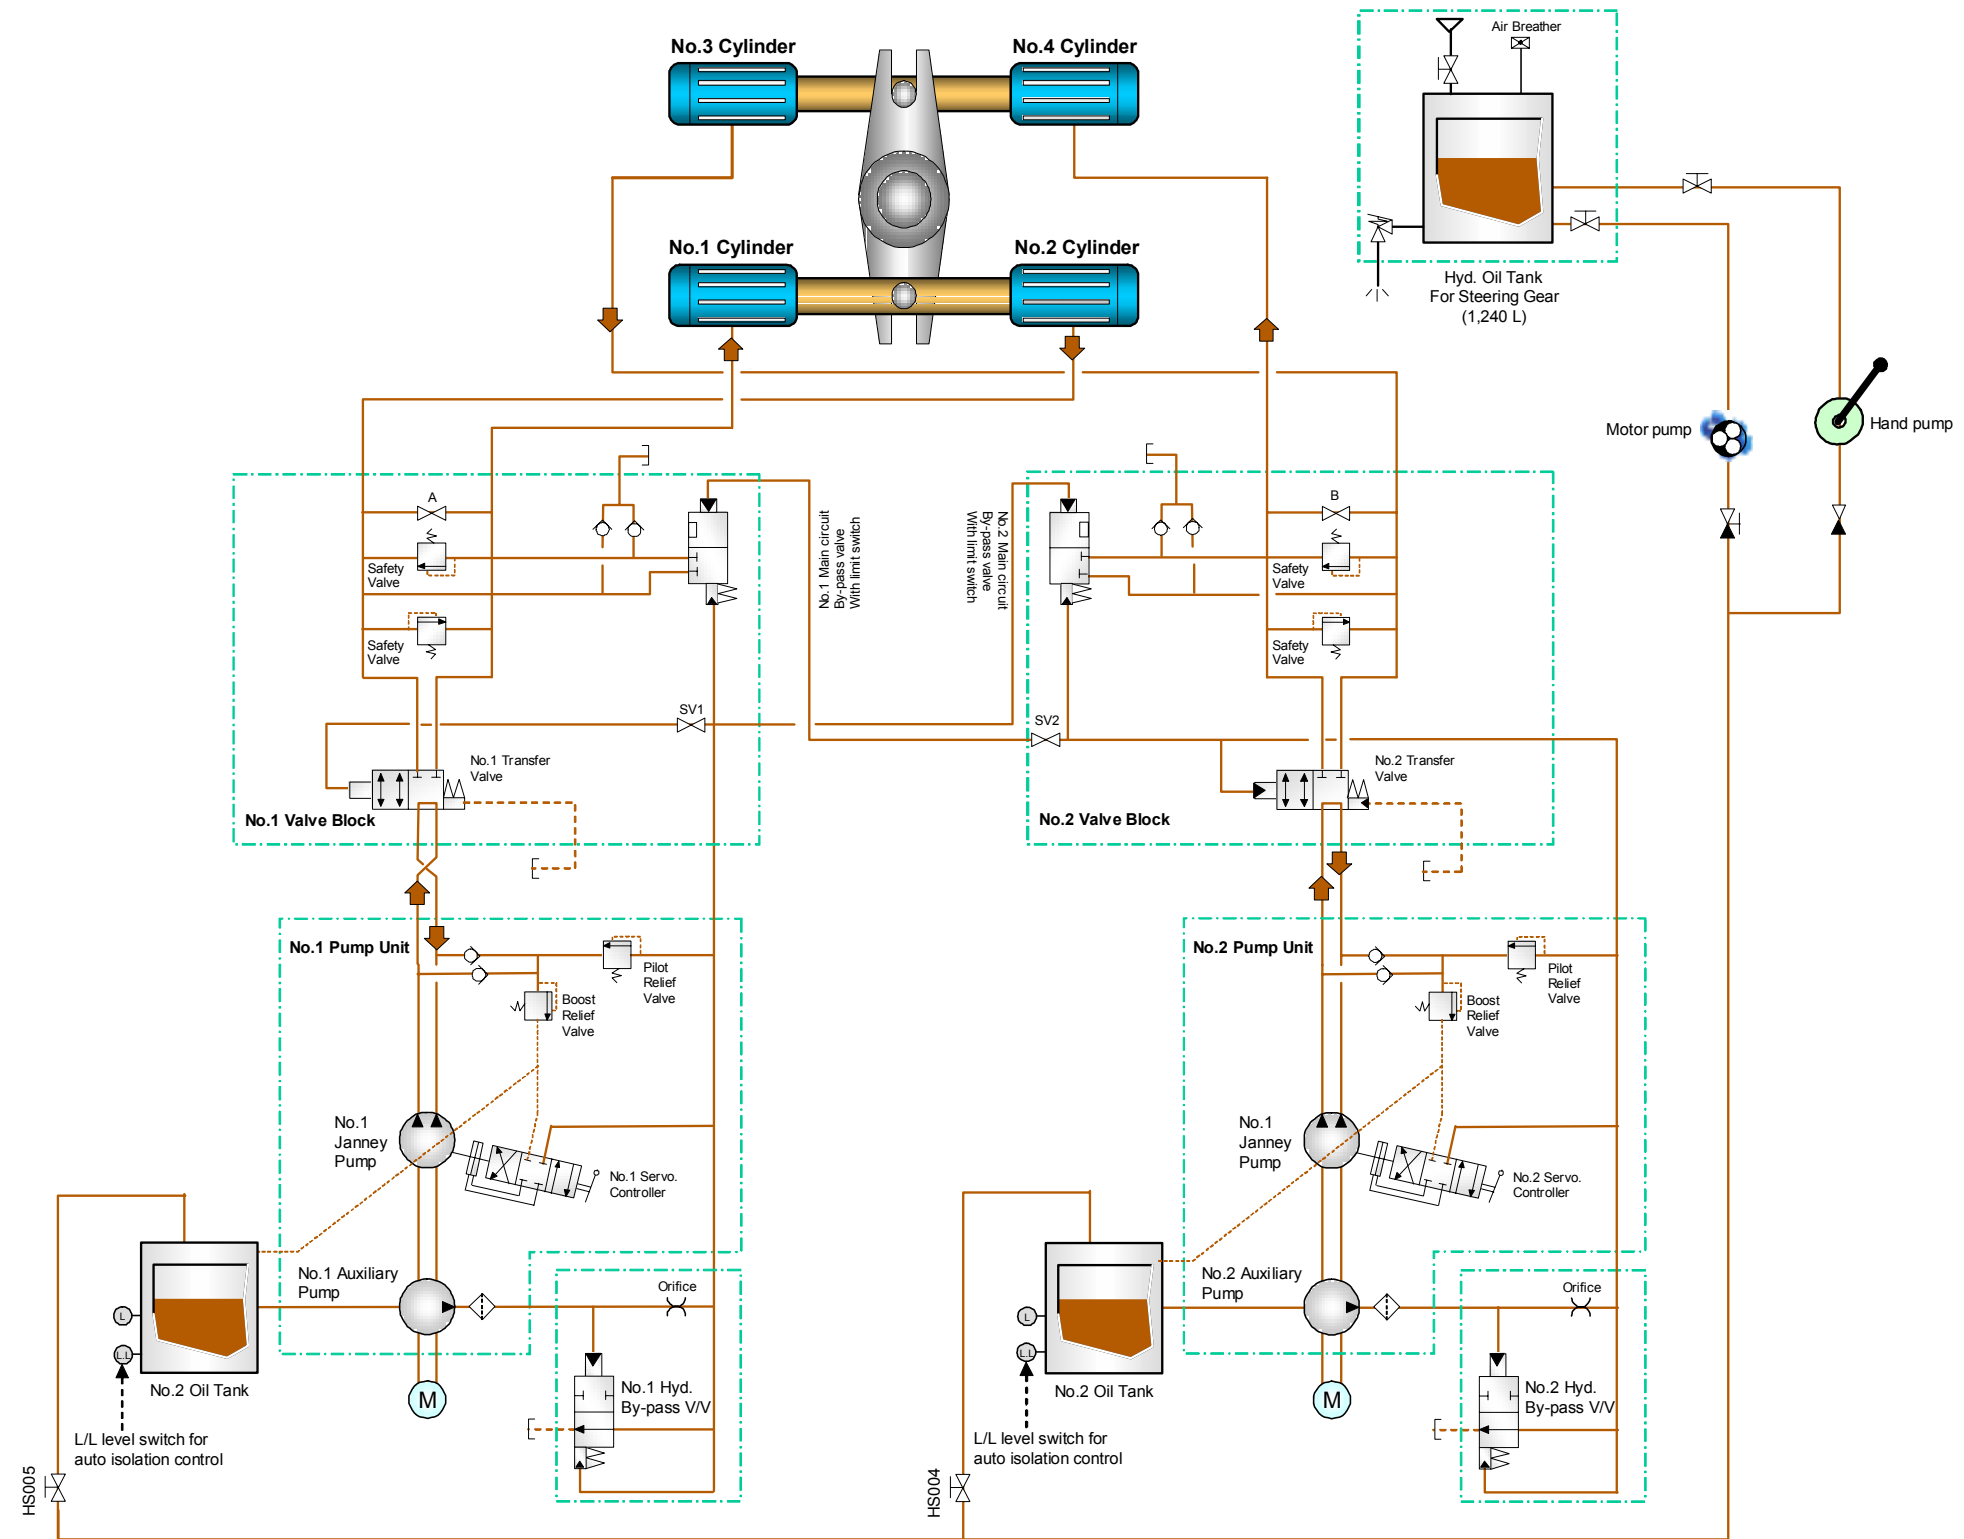 No.3 Cylinder
No.4 Cylinder
Air Breather
No.1 Cylinder
No.2 Cylinder
Hyd. Oil Tank
For Steering Gear
(1,240 L)
Motor pump
Hand pump
A
Safety
Valve
Safety
Valve
No.1 Main circuit
By-pass valve
With limit switch
No.2 Main circuit
By-pass valve
With limit switch
B
Safety
Valve
Safety
Valve
SV1
SV2
No.1 Transfer
Valve
No.1 Valve Block
No.2 Transfer
Valve
No.2 Valve Block
No.1 Pump Unit
Pilot
Relief
Valve
Boost
Relief
Valve
No.2 Pump Unit
Pilot
Relief
Valve
Boost
Relief
Valve
No.1
Janney
Pump
No.1 Servo.
Controller
No.1
Janney
Pump
No.2 Servo.
Controller
No.1 Auxiliary
Pump
Orifice
No.2 Auxiliary
Pump
Orifice
L
L.L
No.2 Oil Tank
M
No.1 Hyd.
By-pass V/V
L
L.L
No.2 Oil Tank
M
No.2 Hyd.
By-pass V/V
L/L level switch for
auto isolation control
L/L level switch for
auto isolation control
HS005
HS004